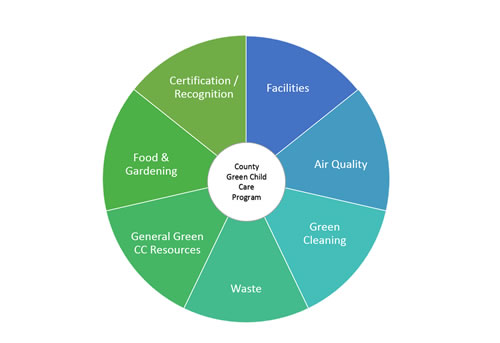 Certification /
Recognition
Facilities
Food &
Gardening
County
Green Child
Care
Program
Air Quality
General Green
CC Resources
Green
Cleaning
Waste